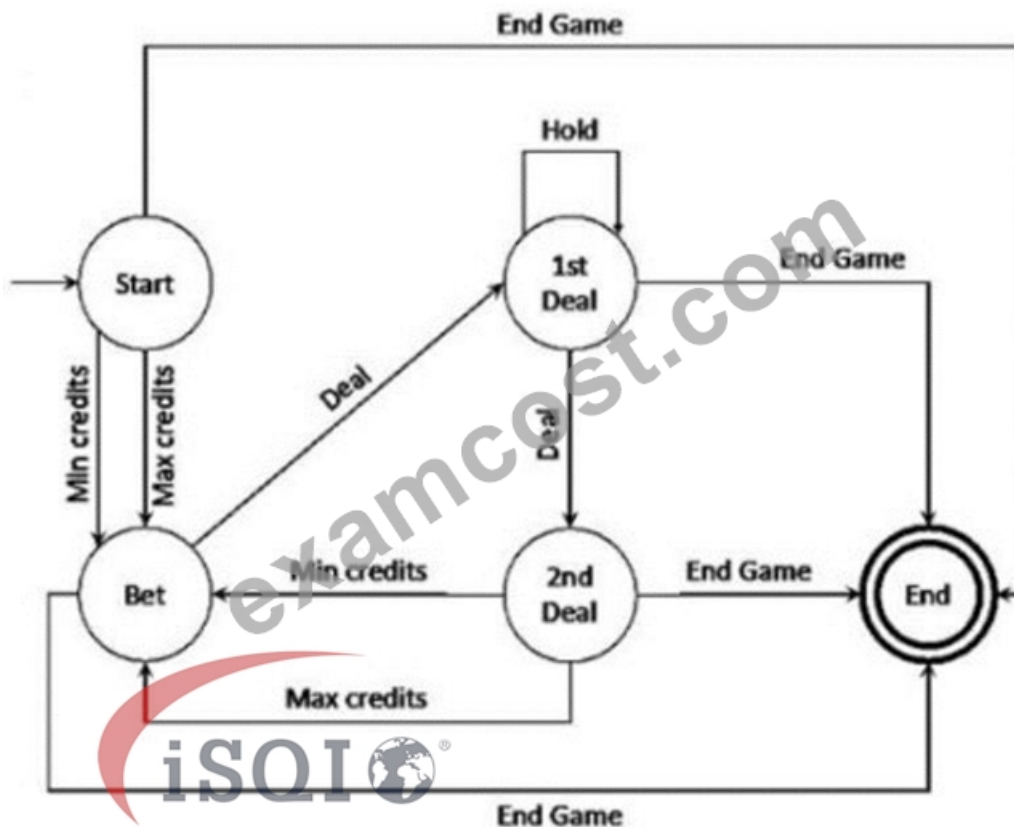 End Game
Hold
Start
1st
Deal
End Game
Min credits
Max credits
Deal
Deal
examcost.com
Bet
Min credits
2nd
Deal
End Game
End
Max credits
iSQI
®
End Game